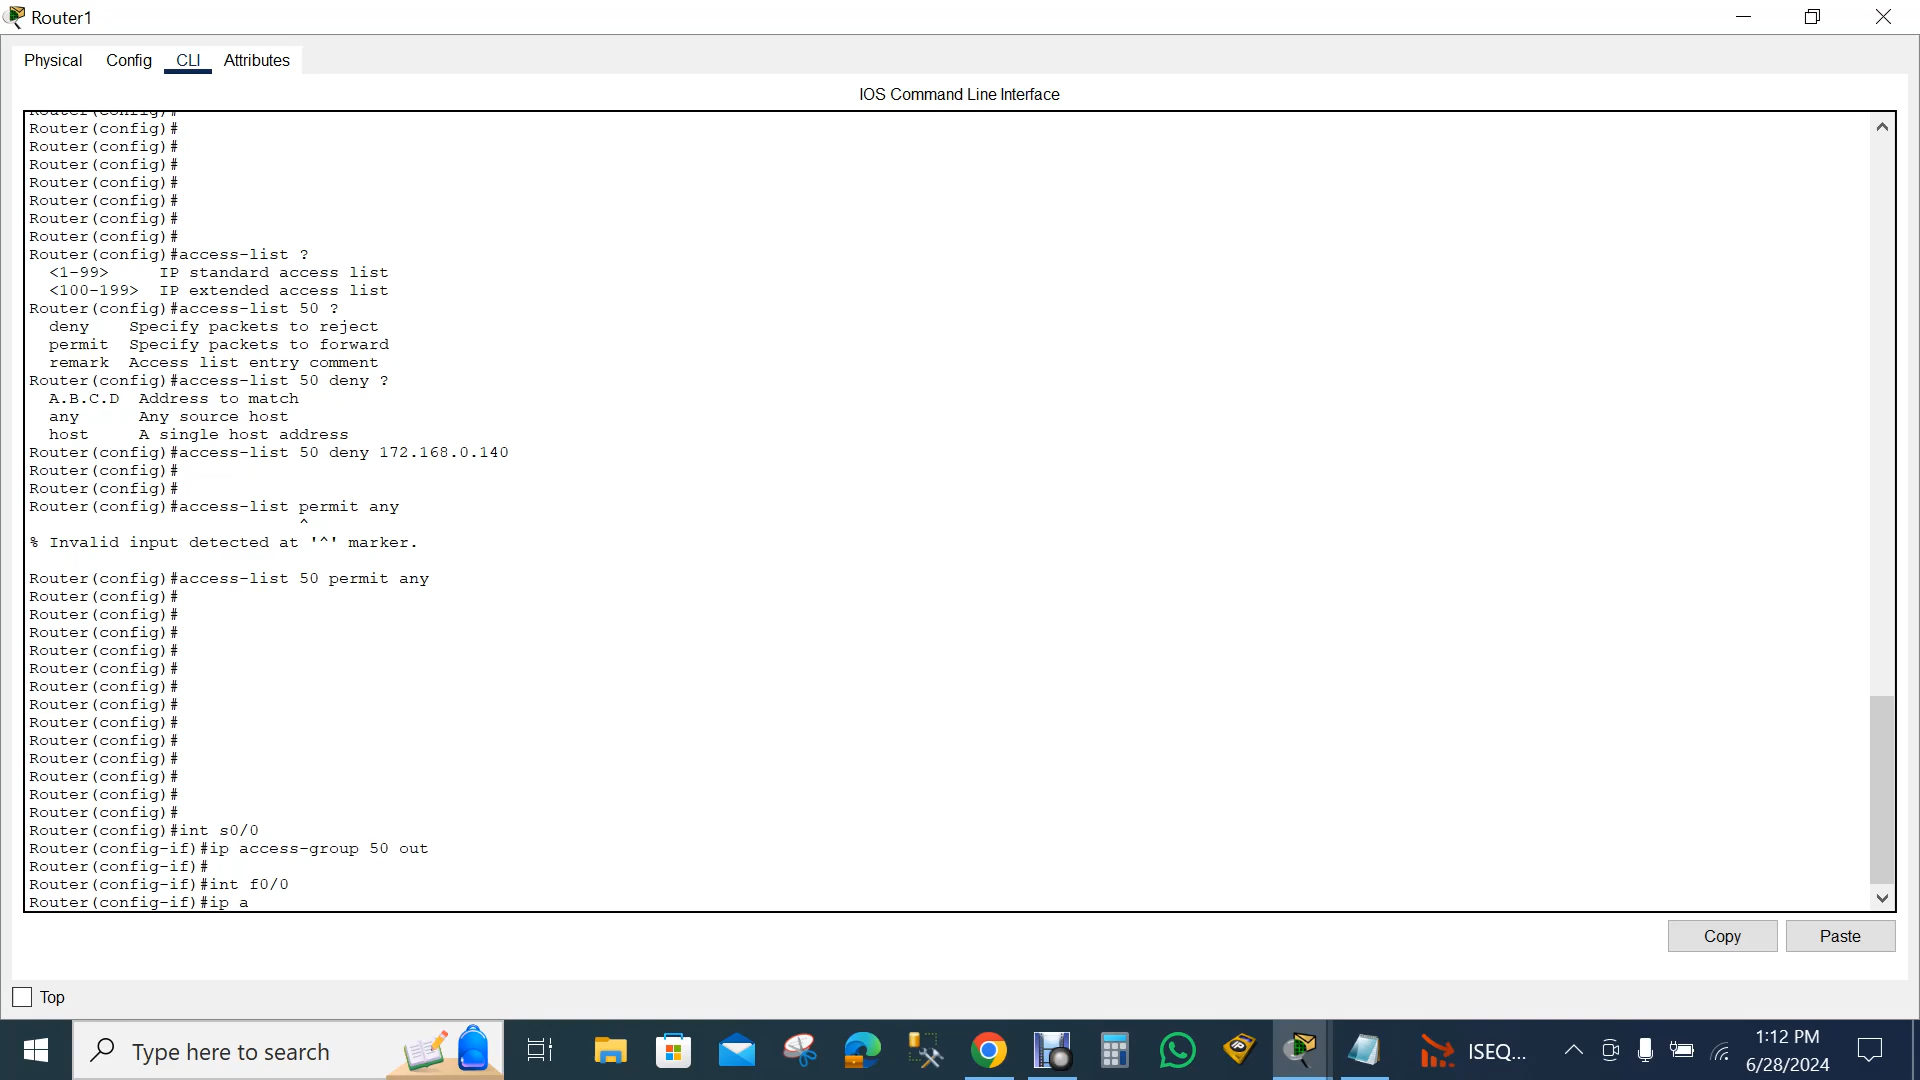 Router1
Physical Config CLI Attributes
IOS Command Line Interface
Router(config)#
Router(config)#
Router(config)#
Router(config)#
Router(config)#
Router(config)#
Router(config)#
Router(config)#
Router(config)#access-list ?
<1-99> IP standard access list
<100-199> IP extended access list
Router(config)#access-list 50 ?
deny Specify packets to reject
permit Specify packets to forward
remark Access list entry comment
Router(config)#access-list 50 deny ?
A.B.C.D Address to match
any Any source host
host A single host address
Router(config)#access-list 50 deny 172.168.0.140
Router(config)#
Router(config)#
Router(config)#access-list permit any
^
% Invalid input detected at '^' marker.
Router(config)#access-list 50 permit any
Router(config)#
Router(config)#
Router(config)#
Router(config)#
Router(config)#
Router(config)#
Router(config)#
Router(config)#
Router(config)#
Router(config)#
Router(config)#
Router(config)#
Router(config)#
Router(config)#int s0/0
Router(config-if)#ip access-group 50 out
Router(config-if)#
Router(config-if)#int f0/0
Router(config-if)#ip a
Copy Paste
Top
Type here to search
IP
ISEQ...
1:12 PM
6/28/2024